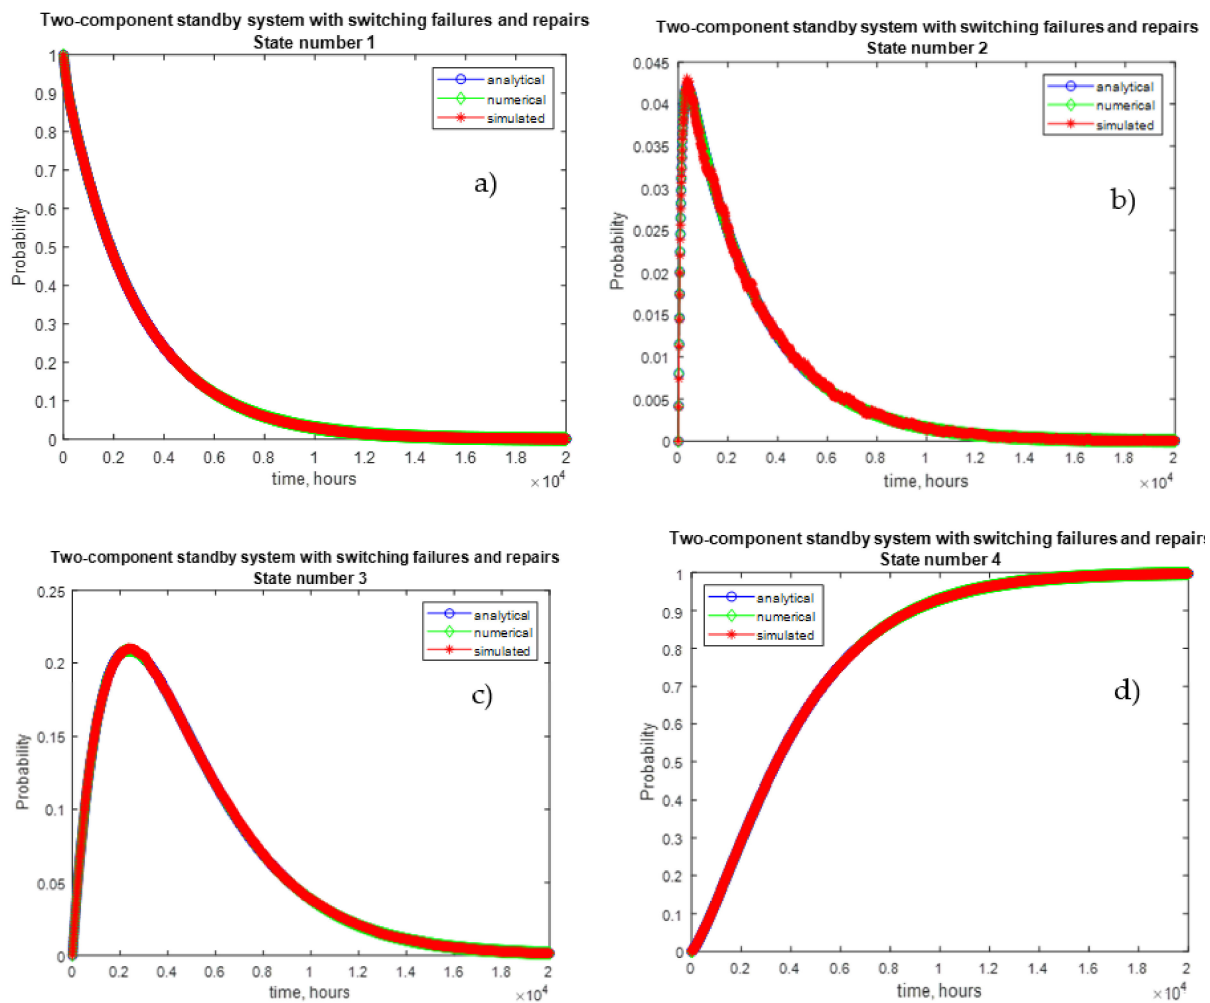 Two-component standby system with switching failures and repairs
State number 1
1
0.9
0.8
0.7
0.6
0.5
0.4
0.3
0.2
0.1
0
Probability
analytical
numerical
simulated
a)
0 0.2 0.4 0.6 0.8 1 1.2 1.4 1.6 1.8 2
time, hours
×10^4
Two-component standby system with switching failures and repairs
State number 2
0.045
0.04
0.035
0.03
0.025
0.02
0.015
0.01
0.005
0
Probability
analytical
numerical
simulated
b)
0 0.2 0.4 0.6 0.8 1 1.2 1.4 1.6 1.8 2
time, hours
×10^4
Two-component standby system with switching failures and repairs
State number 3
0.25
0.2
0.15
0.1
0.05
0
Probability
analytical
numerical
simulated
c)
0 0.2 0.4 0.6 0.8 1 1.2 1.4 1.6 1.8 2
time, hours
×10^4
Two-component standby system with switching failures and repairs
State number 4
1
0.9
0.8
0.7
0.6
0.5
0.4
0.3
0.2
0.1
0
Probability
analytical
numerical
simulated
d)
0 0.2 0.4 0.6 0.8 1 1.2 1.4 1.6 1.8 2
time, hours
×10^4